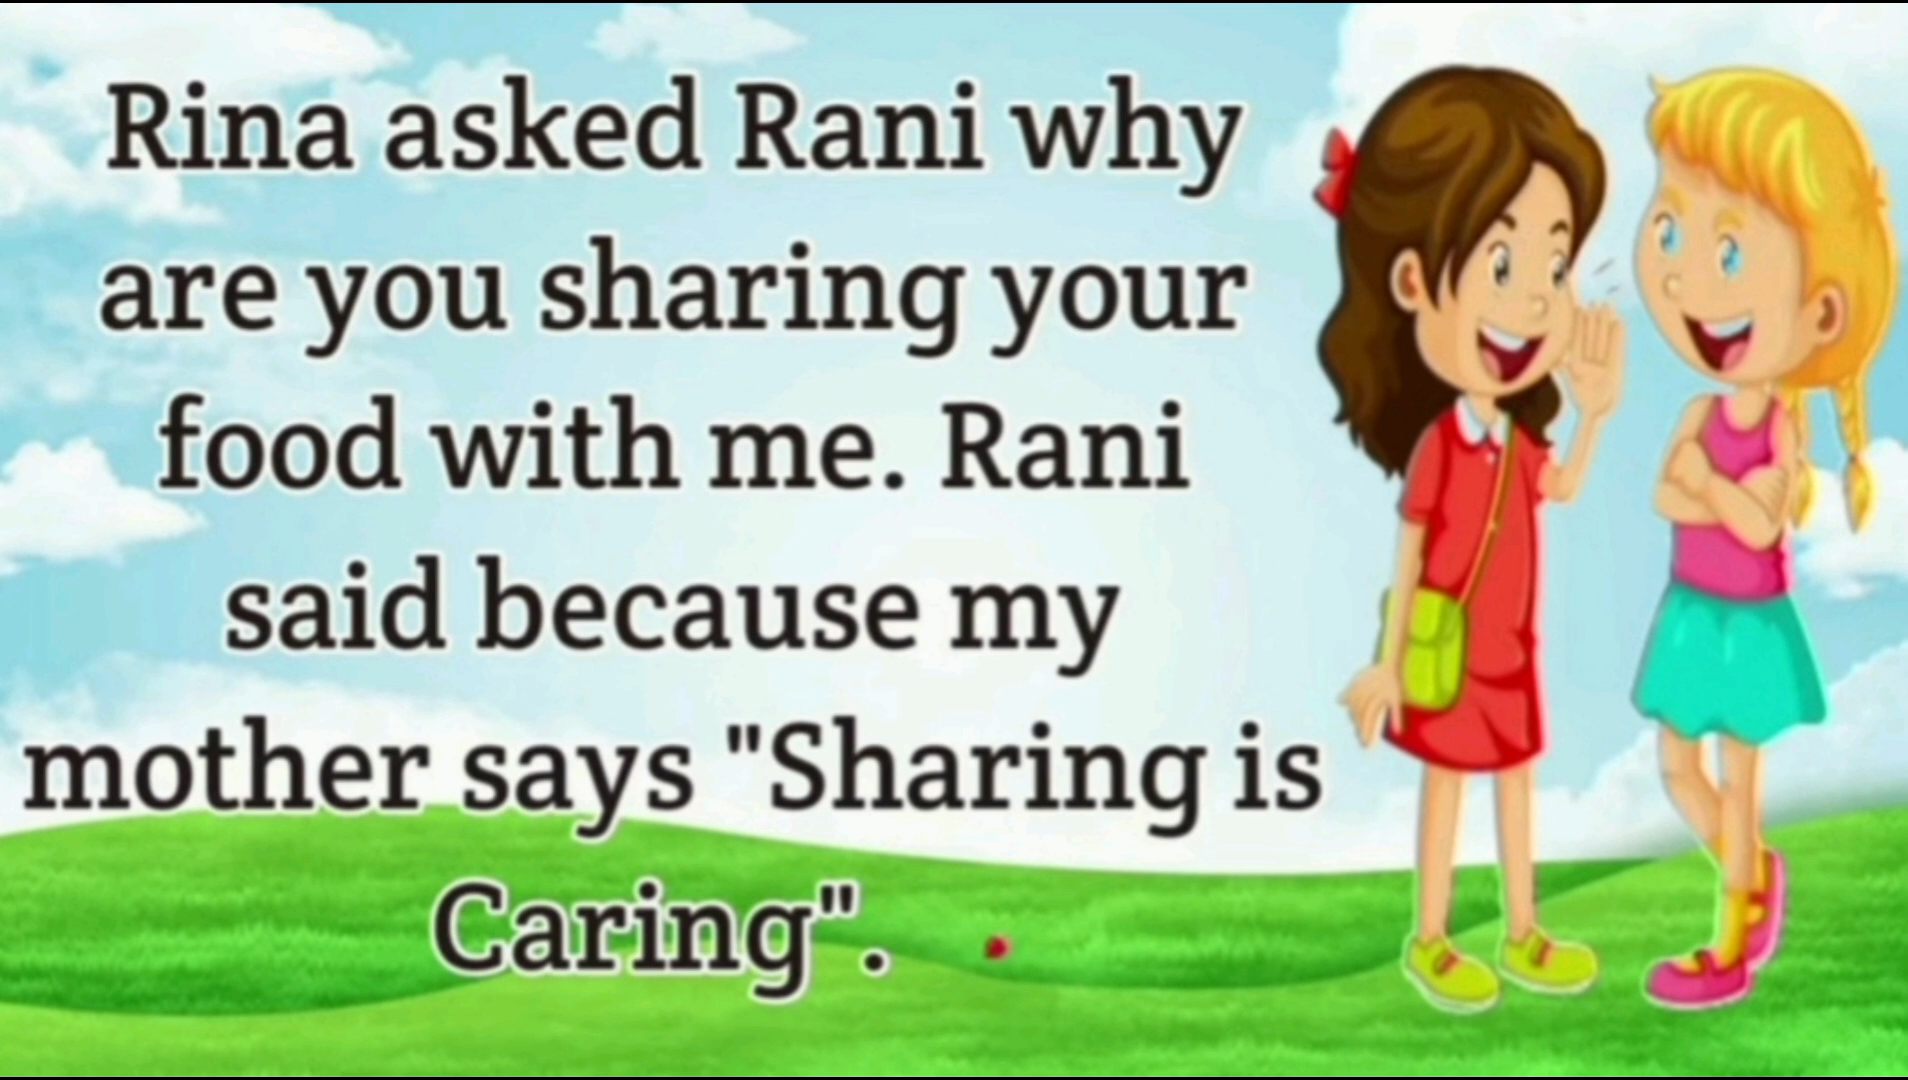 Rina asked Rani why
are you sharing your
food with me. Rani
said because my
mother says "Sharing is
Caring".